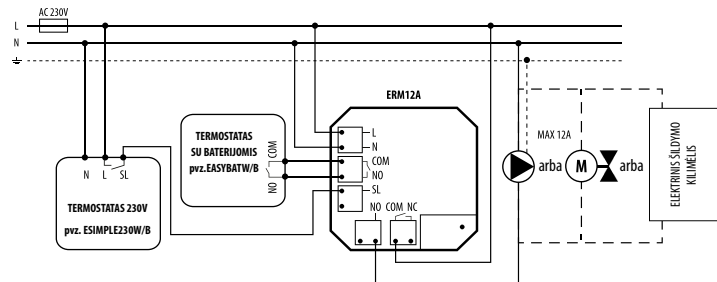 AC 230V
L
N
ERM12A
TERMOSTATAS
SU BATERIJOMIS
pvz.EASYBATW/B
COM
NO
L
N
COM
NO
SL
NO COM NC
MAX 12A
arba
M
arba
ELEKTRINIS ŠILDYMO
KILIMĖLIS
N L SL
TERMOSTATAS 230V
pvz. ESIMPLE230W/B